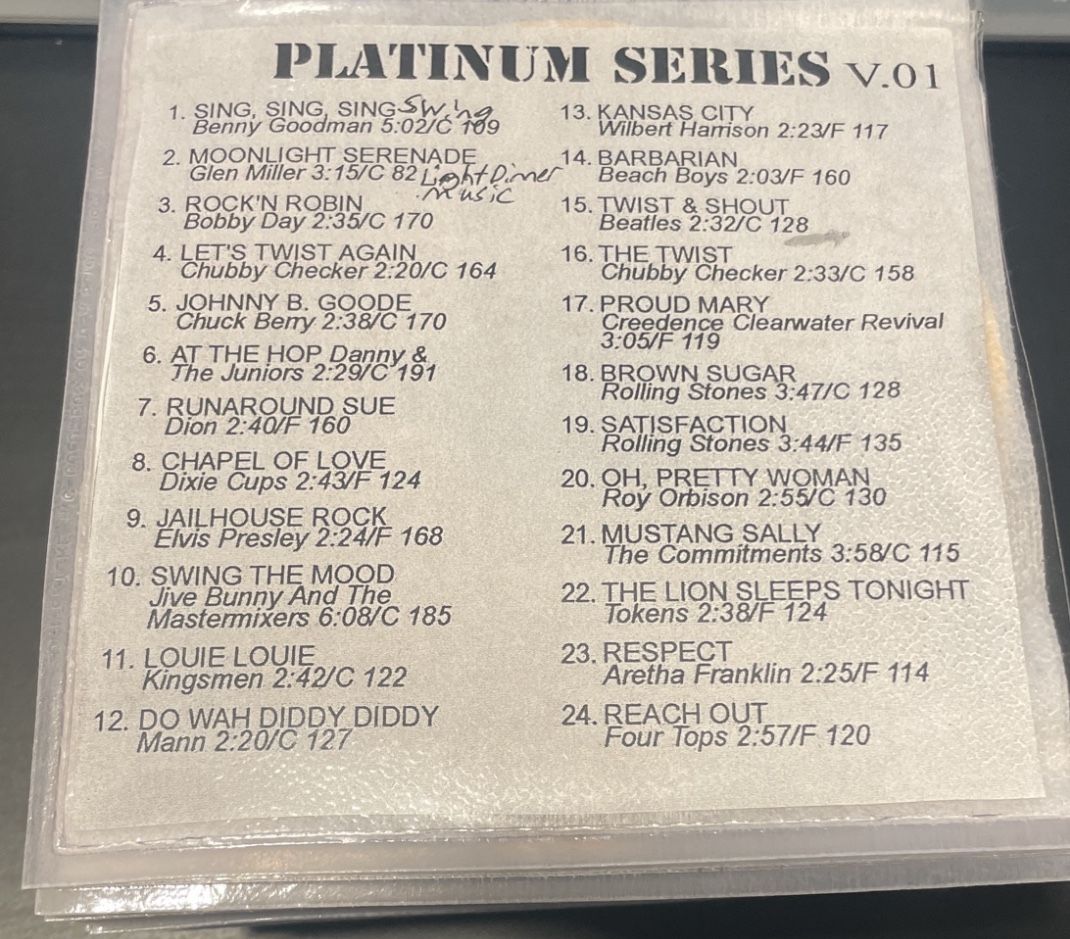 PLATINUM SERIES V.01
1. SING, SING, SING Swing
Benny Goodman 5:02/C 109
2. MOONLIGHT SERENADE
Glen Miller 3:15/C 82 Light Dinner
Music
3. ROCK'N ROBIN
Bobby Day 2:35/C 170
4. LET'S TWIST AGAIN
Chubby Checker 2:20/C 164
5. JOHNNY B. GOODE
Chuck Berry 2:38/C 170
6. AT THE HOP Danny &
The Juniors 2:29/C 191
7. RUNAROUND SUE
Dion 2:40/F 160
8. CHAPEL OF LOVE
Dixie Cups 2:43/F 124
9. JAILHOUSE ROCK
Elvis Presley 2:24/F 168
10. SWING THE MOOD
Jive Bunny And The
Mastermixers 6:08/C 185
11. LOUIE LOUIE
Kingsmen 2:42/C 122
12. DO WAH DIDDY DIDDY
Mann 2:20/C 127
13. KANSAS CITY
Wilbert Harrison 2:23/F 117
14. BARBARIAN
Beach Boys 2:03/F 160
15. TWIST & SHOUT
Beatles 2:32/C 128
16. THE TWIST
Chubby Checker 2:33/C 158
17. PROUD MARY
Creedence Clearwater Revival
3:05/F 119
18. BROWN SUGAR
Rolling Stones 3:47/C 128
19. SATISFACTION
Rolling Stones 3:44/F 135
20. OH, PRETTY WOMAN
Roy Orbison 2:55/C 130
21. MUSTANG SALLY
The Commitments 3:58/C 115
22. THE LION SLEEPS TONIGHT
Tokens 2:38/F 124
23. RESPECT
Aretha Franklin 2:25/F 114
24. REACH OUT
Four Tops 2:57/F 120